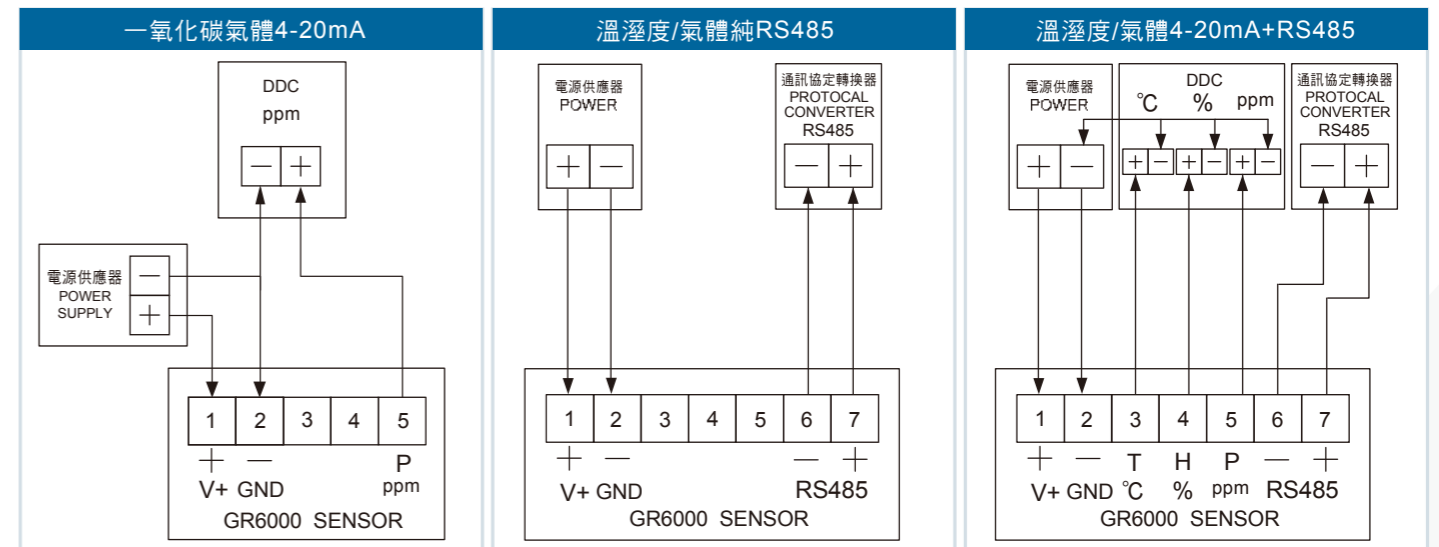 一氧化碳氣體4-20mA
DDC
ppm
— +
電源供應器
POWER
SUPPLY
—
+
1 2 3 4 5
+ — P
V+ GND ppm
GR6000 SENSOR
溫溼度/氣體純RS485
電源供應器
POWER
+ —
通訊協定轉換器
PROTOCAL
CONVERTER
RS485
— +
1 2 3 4 5 6 7
+ — — +
V+ GND RS485
GR6000 SENSOR
溫溼度/氣體4-20mA+RS485
電源供應器
POWER
+ —
DDC
℃ % ppm
+ — + — + —
通訊協定轉換器
PROTOCAL
CONVERTER
RS485
— +
1 2 3 4 5 6 7
+ — T H P — +
V+ GND ℃ % ppm RS485
GR6000 SENSOR